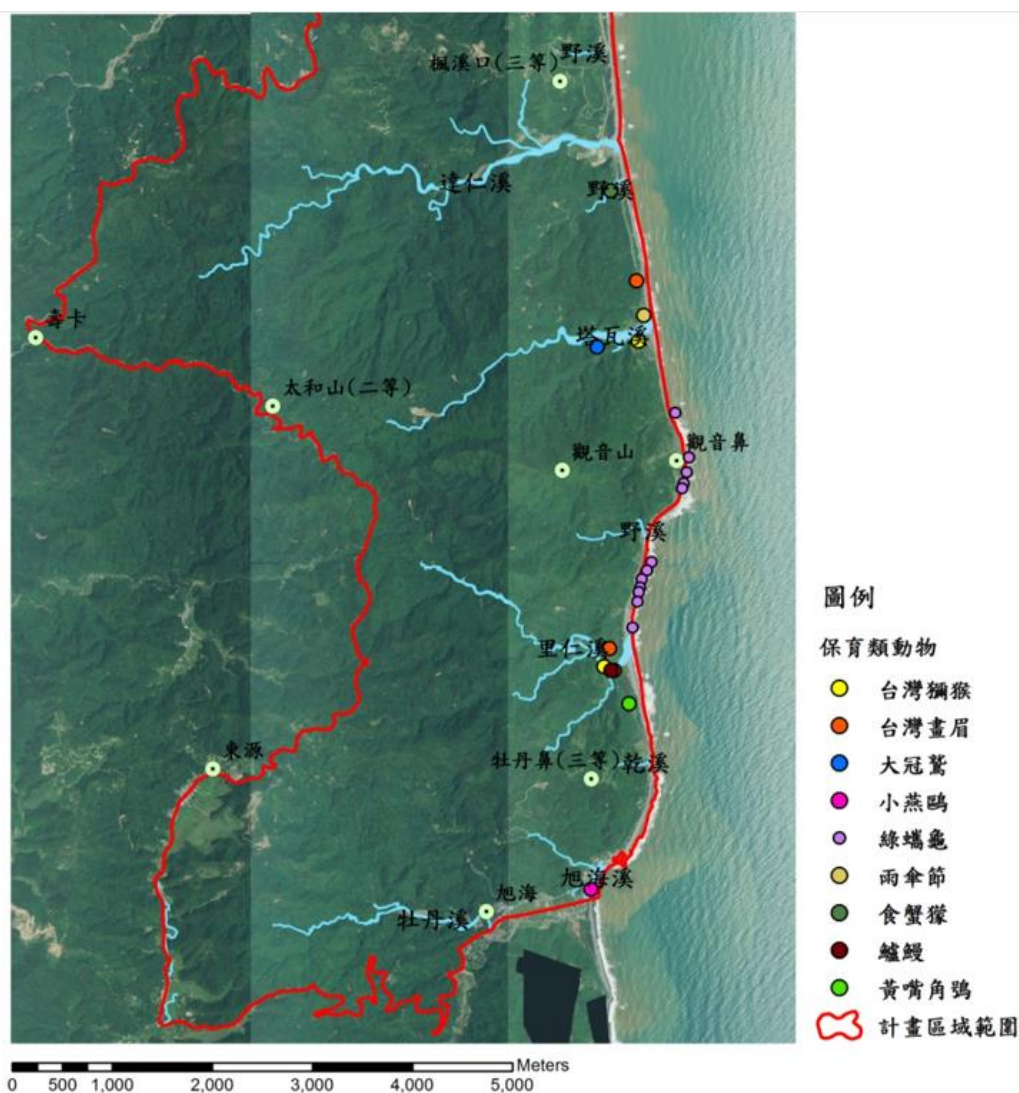 野溪
楓溪口(三等)
達仁溪
野溪
壽卡
塔瓦溪
太和山(二等)
觀音鼻
觀音山
野溪
里仁溪
東源
牡丹鼻(三等)
乾溪
旭海溪
旭海
牡丹溪
圖例
保育類動物
台灣獼猴
台灣畫眉
大冠鷲
小燕鷗
綠蠵龜
雨傘節
食蟹獴
鱸鰻
黃嘴角鴞
計畫區域範圍
Meters
0 500 1,000 2,000 3,000 4,000 5,000